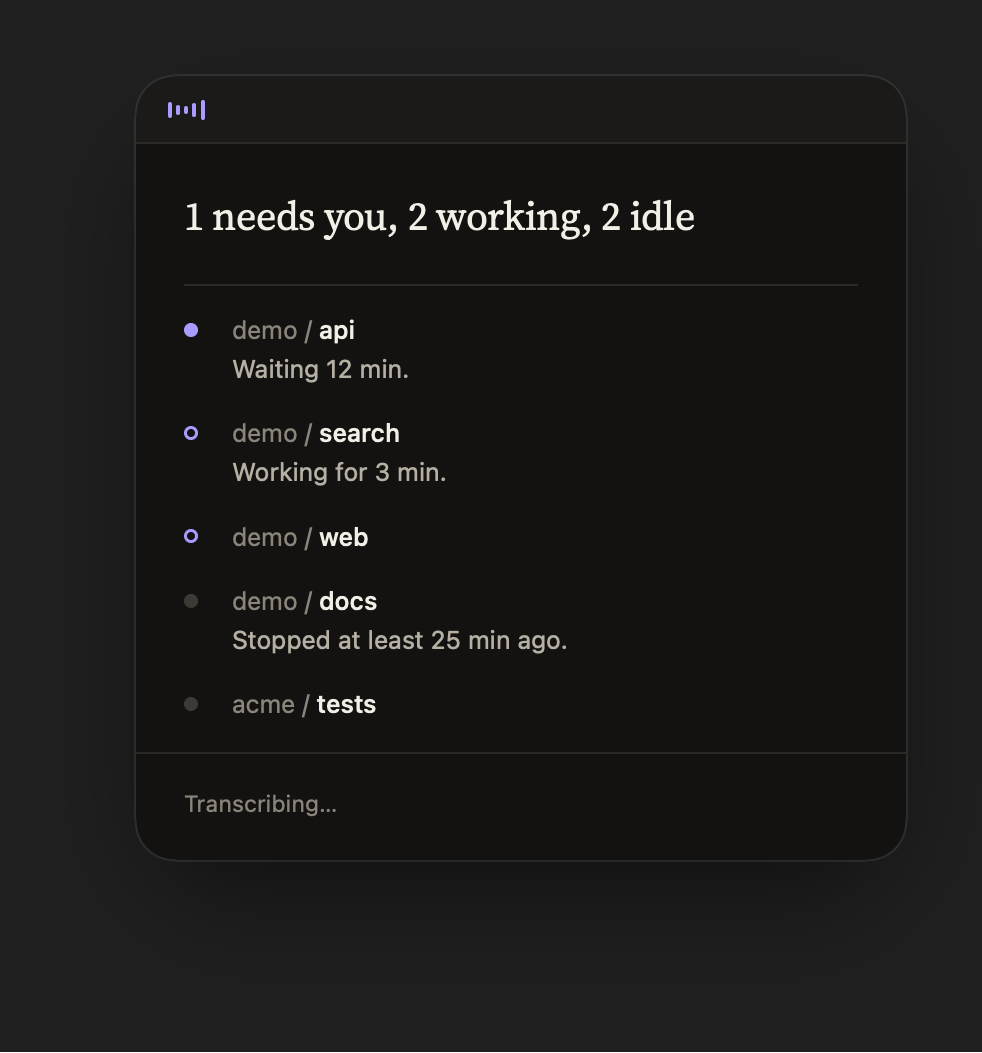 1 needs you, 2 working, 2 idle
demo / api
Waiting 12 min.
demo / search
Working for 3 min.
demo / web
demo / docs
Stopped at least 25 min ago.
acme / tests
Transcribing...